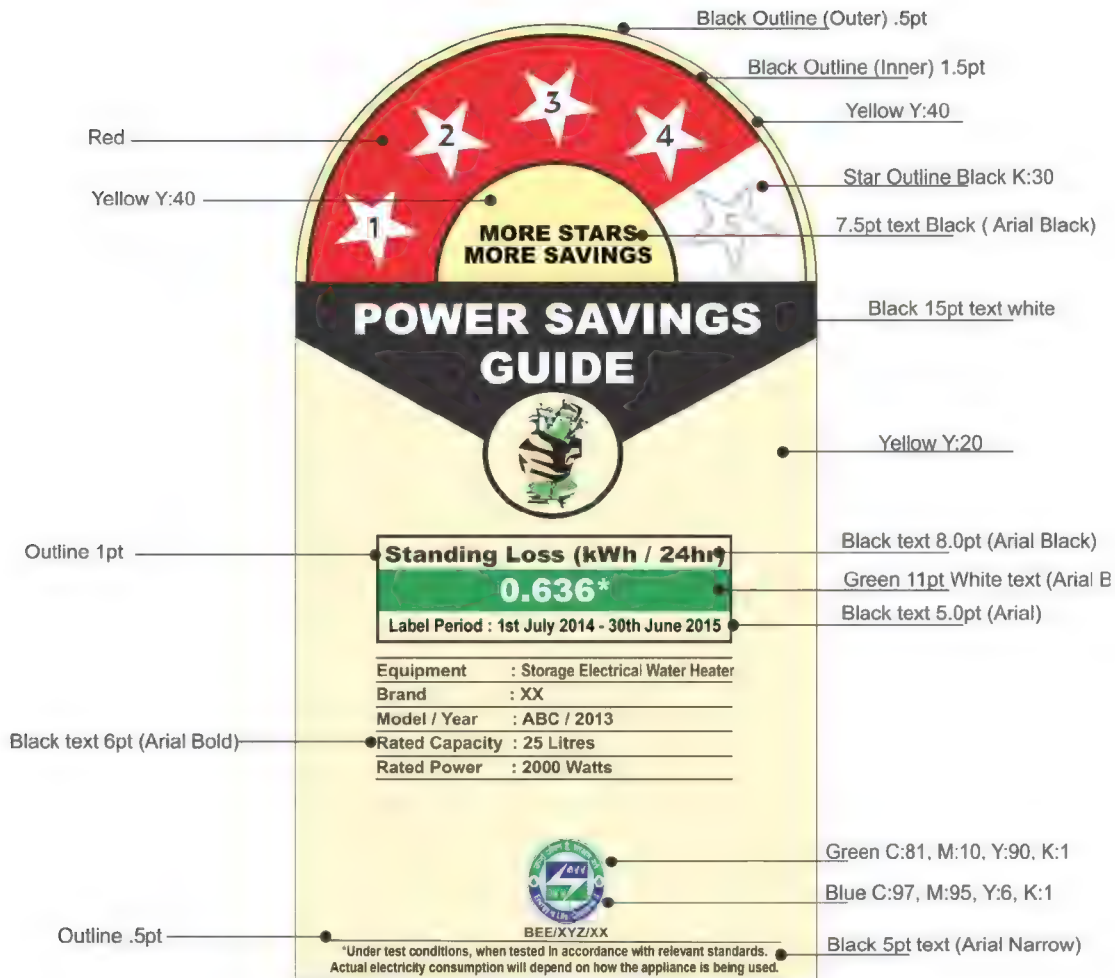 Black Outline (Outer) .5pt
Black Outline (Inner) 1.5pt
Yellow Y:40
Red
Star Outline Black K:30
Yellow Y:40
7.5pt text Black ( Arial Black)
1
2
3
4
5
MORE STARS
MORE SAVINGS
Black 15pt text white
POWER SAVINGS
GUIDE
Yellow Y:20
Outline 1pt
Standing Loss (kWh / 24hr)
Black text 8.0pt (Arial Black)
0.636*
Green 11pt White text (Arial B
Label Period : 1st July 2014 - 30th June 2015
Black text 5.0pt (Arial)
Equipment : Storage Electrical Water Heater
Brand : XX
Model / Year : ABC / 2013
Black text 6pt (Arial Bold)
Rated Capacity : 25 Litres
Rated Power : 2000 Watts
Green C:81, M:10, Y:90, K:1
Blue C:97, M:95, Y:6, K:1
BEE/XYZ/XX
Outline .5pt
*Under test conditions, when tested in accordance with relevant standards.
Actual electricity consumption will depend on how the appliance is being used.
Black 5pt text (Arial Narrow)